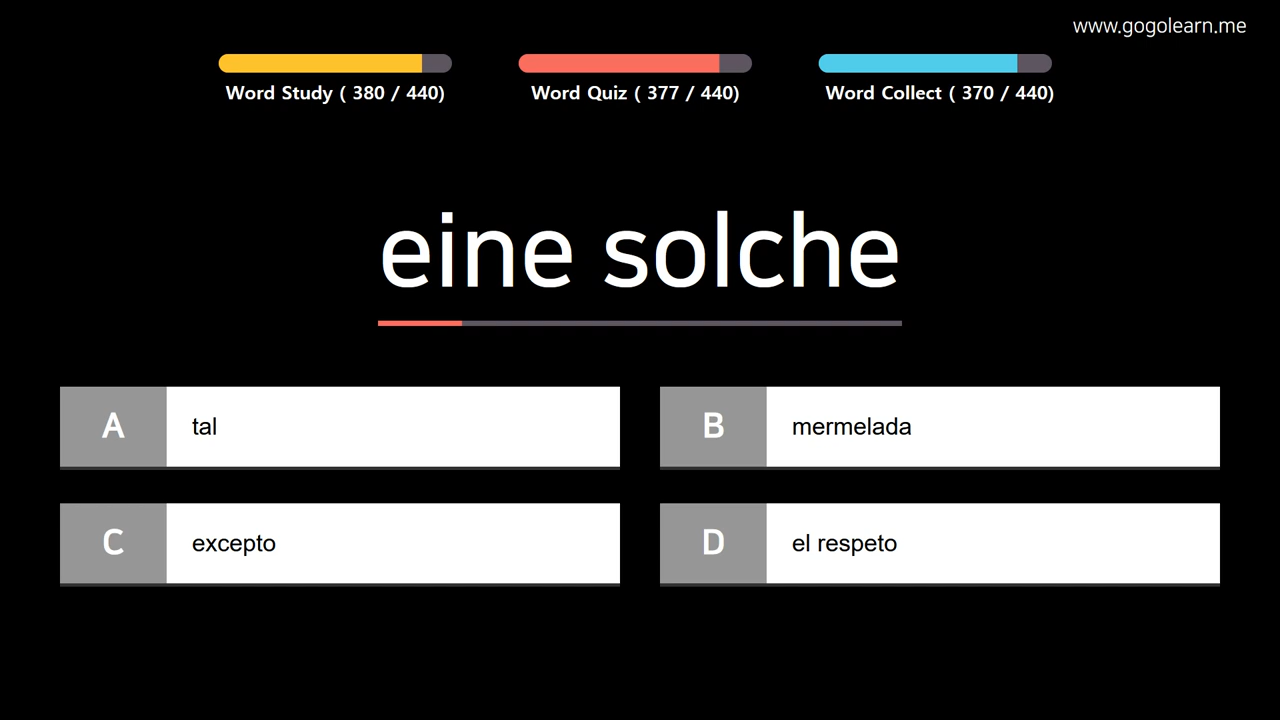 www.gogolearn.me
Word Study ( 380 / 440)
Word Quiz ( 377 / 440)
Word Collect ( 370 / 440)
eine solche
A
tal
B
mermelada
C
excepto
D
el respeto